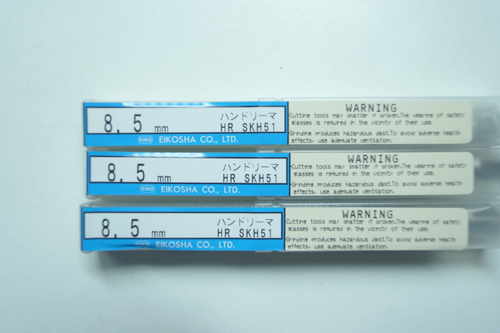 8.5 mm
ハンドリーマ
HR SKH51
EIKO EIKOSHA CO., LTD.
WARNING
Cutting tools may shatter if broken.The wearing of safety
glasses is required in the vicinity of their use.
Grinding produces hazardous dust.To avoid adverse health
effects, use adequate ventilation.
8.5 mm
ハンドリーマ
HR SKH51
EIKO EIKOSHA CO., LTD.
WARNING
Cutting tools may shatter if broken.The wearing of safety
glasses is required in the vicinity of their use.
Grinding produces hazardous dust.To avoid adverse health
effects, use adequate ventilation.
8.5 mm
ハンドリーマ
HR SKH51
EIKO EIKOSHA CO., LTD.
WARNING
Cutting tools may shatter if broken.The wearing of safety
glasses is required in the vicinity of their use.
Grinding produces hazardous dust.To avoid adverse health
effects, use adequate ventilation.